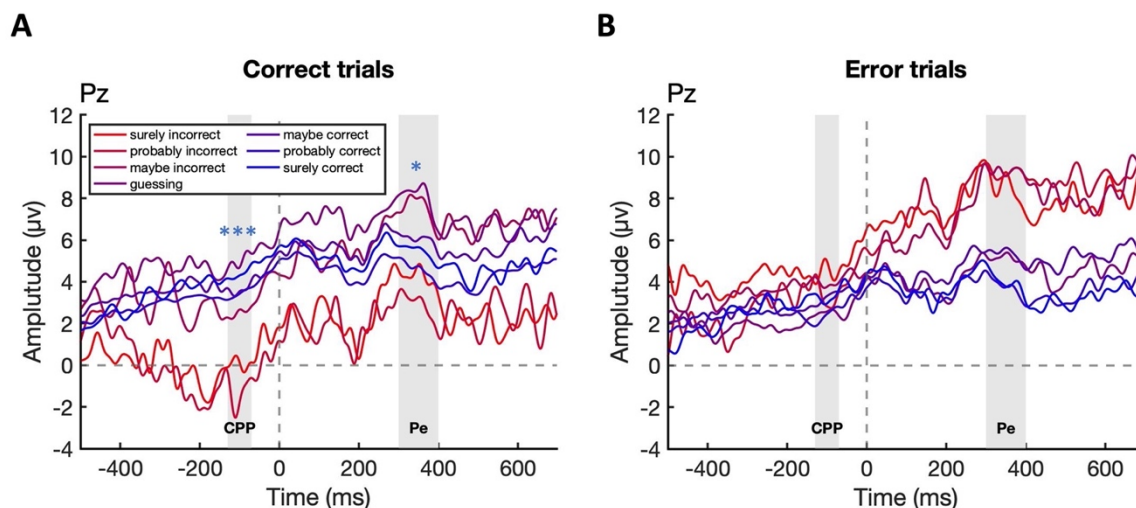 A
Correct trials
Pz
12
10
8
6
4
2
0
-2
-4
Amplutude (μv)
surely incorrect
probably incorrect
maybe incorrect
guessing
maybe correct
probably correct
surely correct
***
*
CPP
Pe
-400 -200 0 200 400 600
Time (ms)
B
Error trials
Pz
12
10
8
6
4
2
0
-2
-4
Amplitude (μv)
CPP
Pe
-400 -200 0 200 400 600
Time (ms)